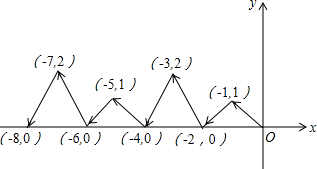 y
(-7,2)
(-3,2)
(-5,1)
(-1,1)
(-8,0) (-6,0) (-4,0) (-2，0) O x